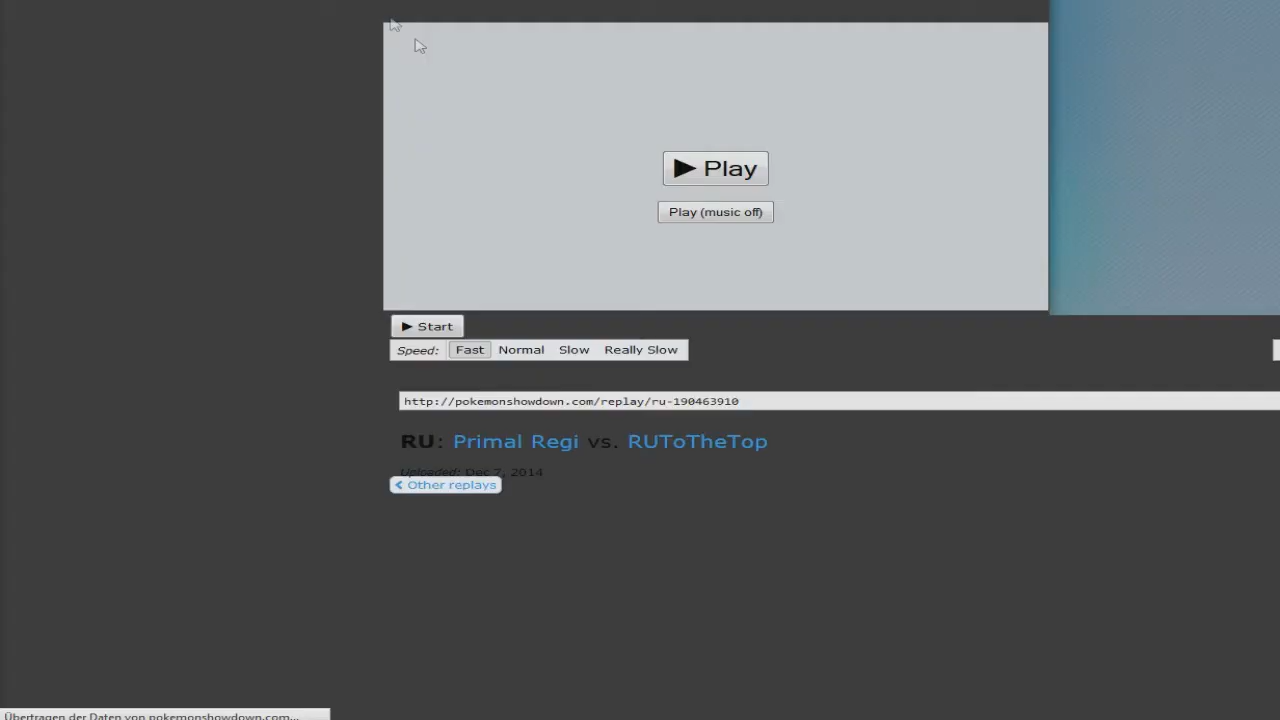 ▶ Play
Play (music off)
▶ Start
Speed: Fast Normal Slow Really Slow
http://pokemonshowdown.com/replay/ru-190463910
RU: Primal Regi vs. RUToTheTop
Uploaded: Dec 7, 2014
Other replays
Übertragen der Daten von pokemonshowdown.com...